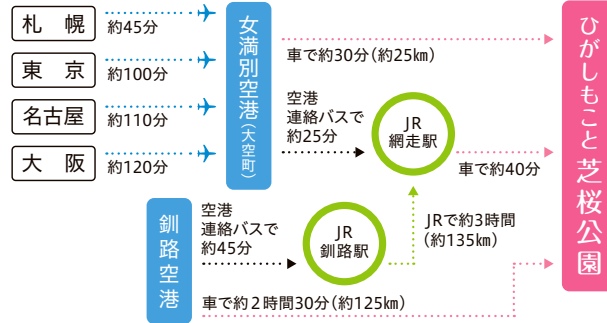 札幌
約45分
東京
約100分
名古屋
約110分
大阪
約120分
女満別空港(大空町)
車で約30分(約25km)
空港
連絡バスで
約25分
JR
網走駅
車で約40分
釧路空港
空港
連絡バスで
約45分
JR
釧路駅
JRで約3時間
(約135km)
車で約2時間30分(約125km)
ひがしもこと 芝桜公園